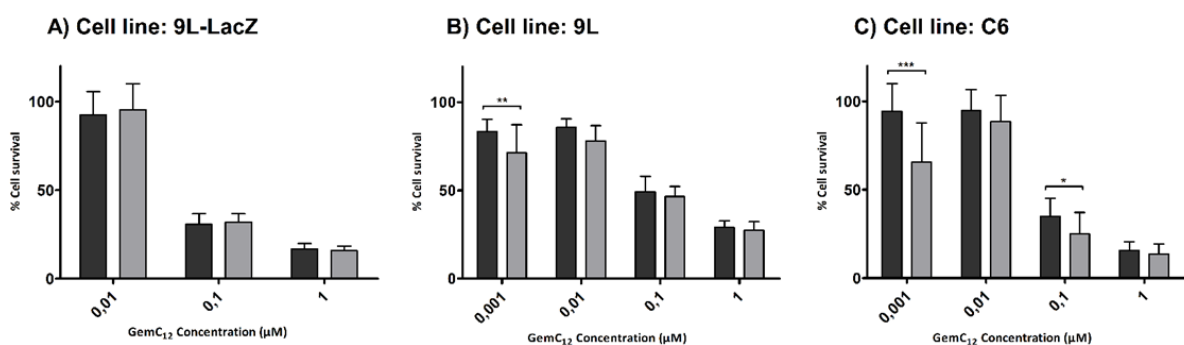 A) Cell line: 9L-LacZ
% Cell survival
100
50
0
0,01
0,1
1
GemC₁₂ Concentration (µM)
B) Cell line: 9L
% Cell survival
100
50
0
**
0,001
0,01
0,1
1
GemC₁₂ Concentration (µM)
C) Cell line: C6
% Cell survival
100
50
0
***
*
0,001
0,01
0,1
1
GemC₁₂ Concentration (µM)